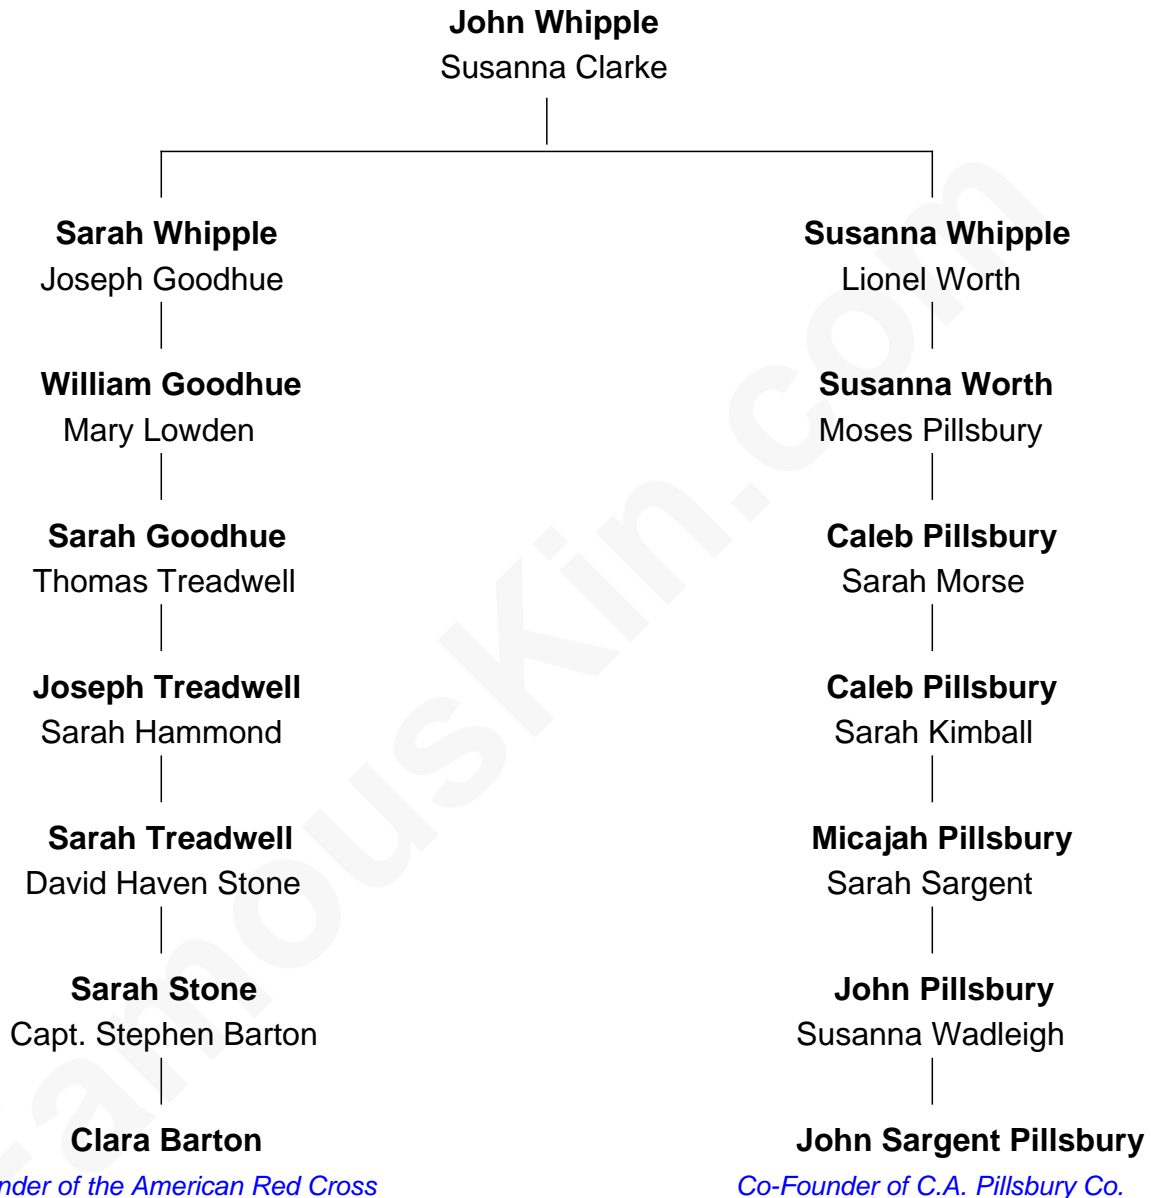 John Whipple
Susanna Clarke
Sarah Whipple
Joseph Goodhue
William Goodhue
Mary Lowden
Sarah Goodhue
Thomas Treadwell
Joseph Treadwell
Sarah Hammond
Sarah Treadwell
David Haven Stone
Sarah Stone
Capt. Stephen Barton
Clara Barton
nder of the American Red Cross
Susanna Whipple
Lionel Worth
Susanna Worth
Moses Pillsbury
Caleb Pillsbury
Sarah Morse
Caleb Pillsbury
Sarah Kimball
Micajah Pillsbury
Sarah Sargent
John Pillsbury
Susanna Wadleigh
John Sargent Pillsbury
Co-Founder of C.A. Pillsbury Co.
FamousKin.com